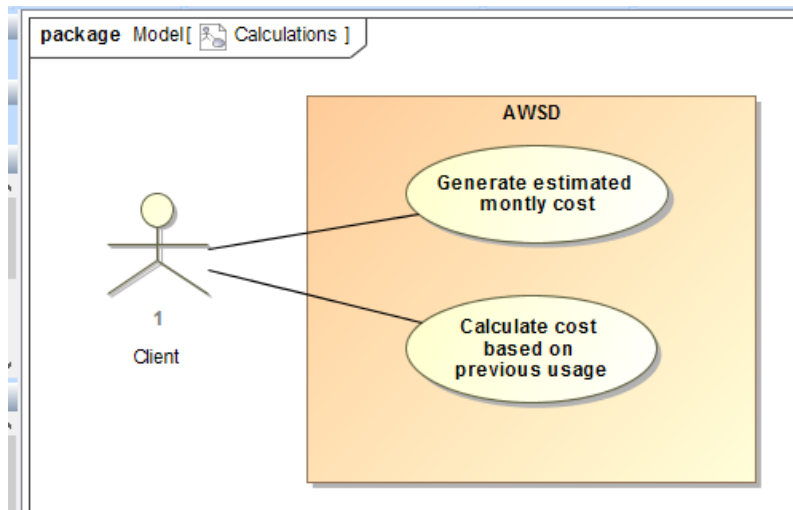 package Model[ Calculations ]
AWSD
Generate estimated
montly cost
1
Client
Calculate cost
based on
previous usage